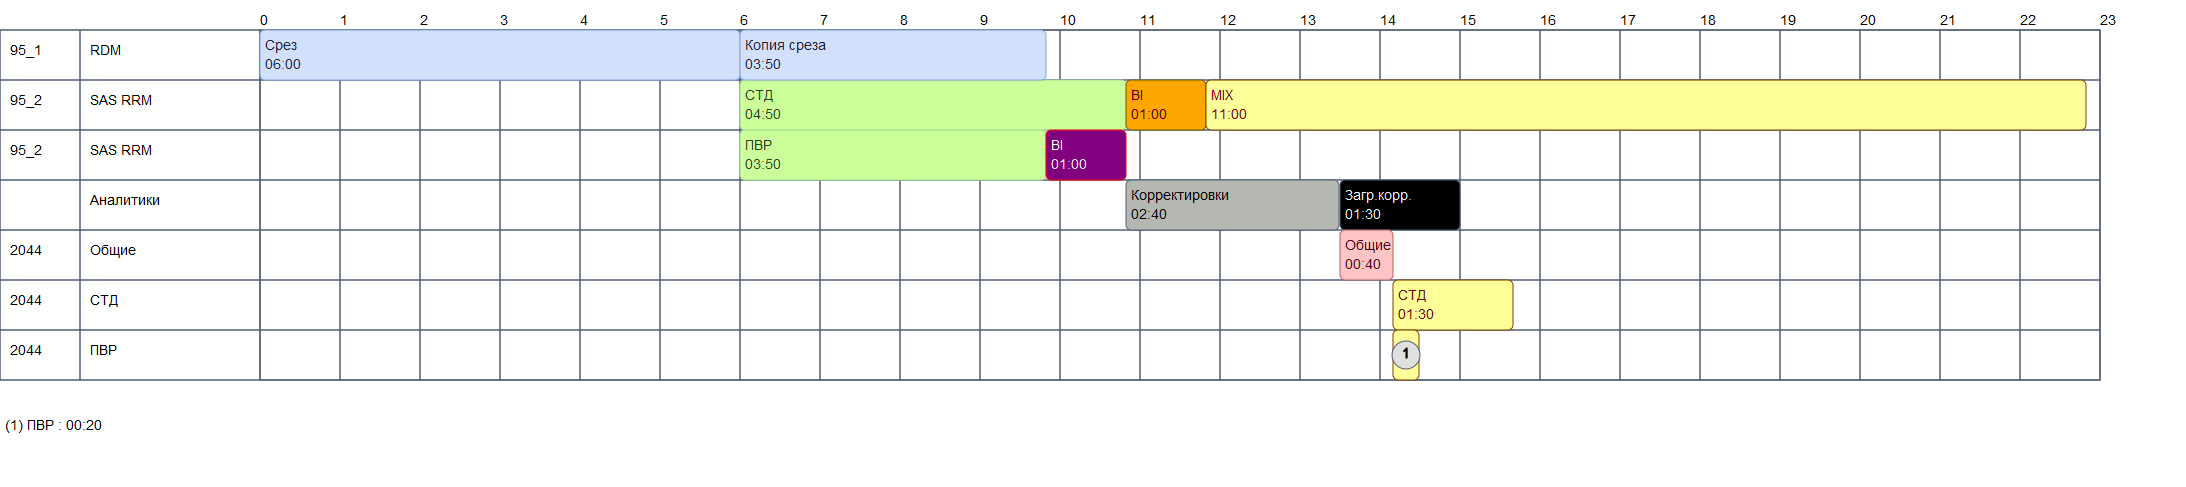 0 1 2 3 4 5 6 7 8 9 10 11 12 13 14 15 16 17 18 19 20 21 22 23
95_1 RDM Срез Копия среза
06:00 03:50
95_2 SAS RRM СТД BI MIX
04:50 01:00 11:00
95_2 SAS RRM ПВР BI
03:50 01:00
Аналитики Корректировки Загр.корр.
02:40 01:30
2044 Общие Общие
00:40
2044 СТД СТД
01:30
2044 ПВР 1
(1) ПВР : 00:20